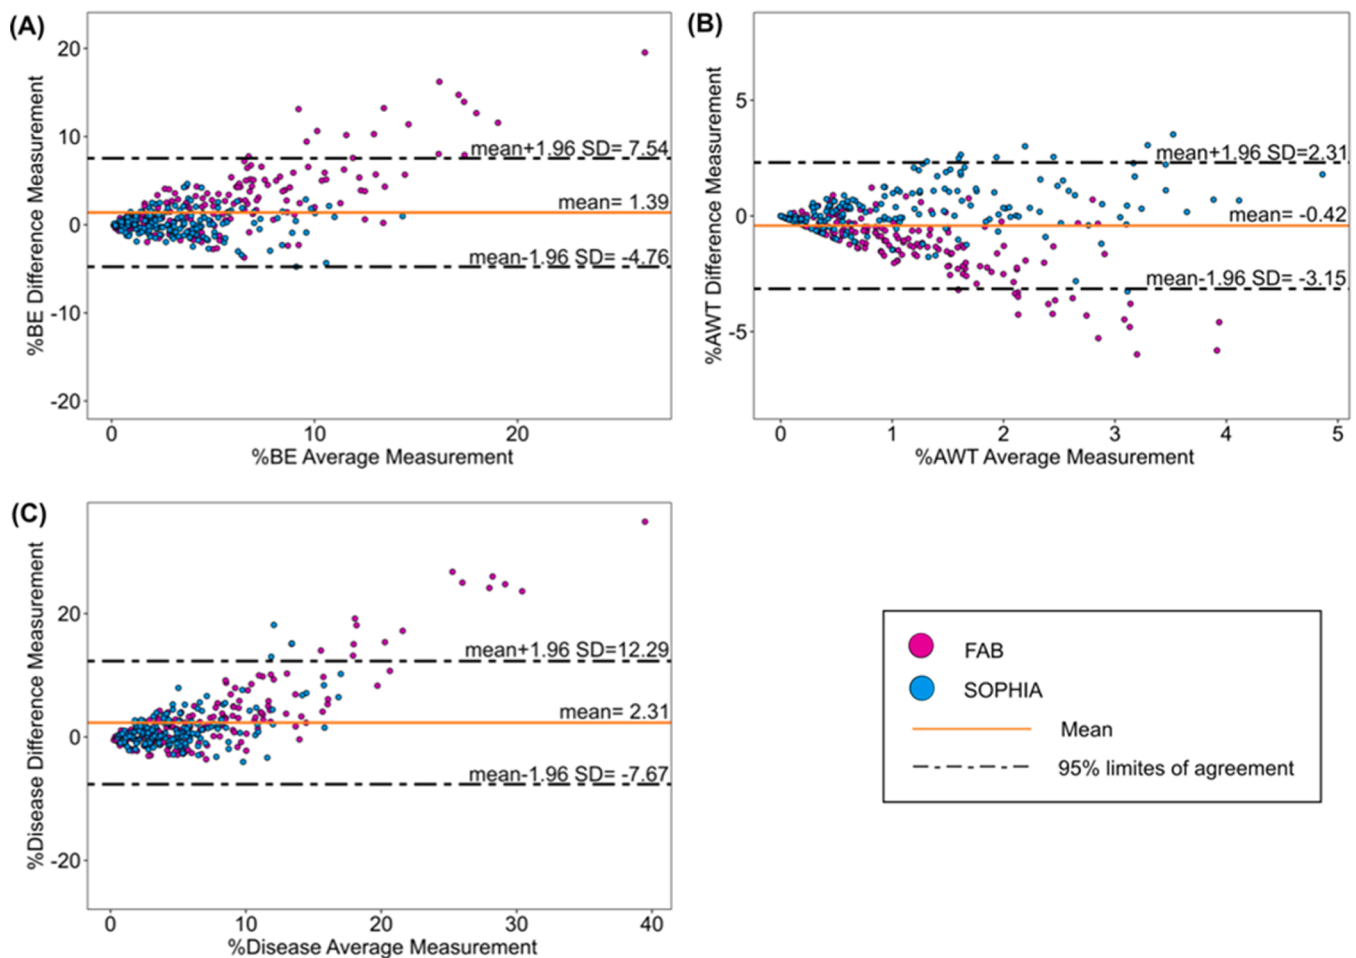 (A)
20
10
0
-10
-20
%BE Difference Measurement
mean+1.96 SD= 7.54
mean= 1.39
mean-1.96 SD= -4.76
0 10 20
%BE Average Measurement
(B)
5
0
-5
%AWT Difference Measurement
mean+1.96 SD=2.31
mean= -0.42
mean-1.96 SD= -3.15
0 1 2 3 4 5
%AWT Average Measurement
(C)
20
0
-20
%Disease Difference Measurement
mean+1.96 SD=12.29
mean= 2.31
mean-1.96 SD= -7.67
0 10 20 30 40
%Disease Average Measurement
FAB
SOPHIA
Mean
95% limites of agreement